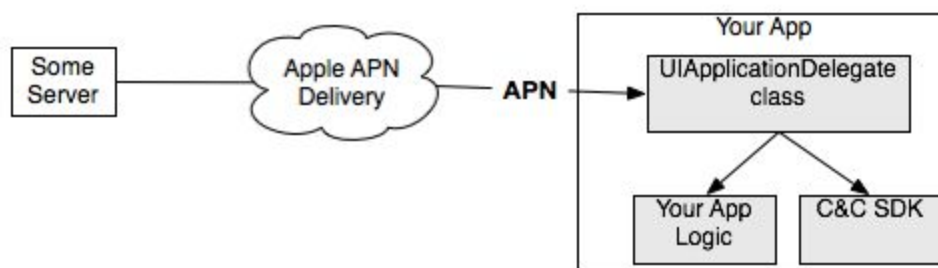 Some
Server
Apple APN
Delivery
APN
Your App
UIApplicationDelegate
class
Your App
Logic
C&C SDK